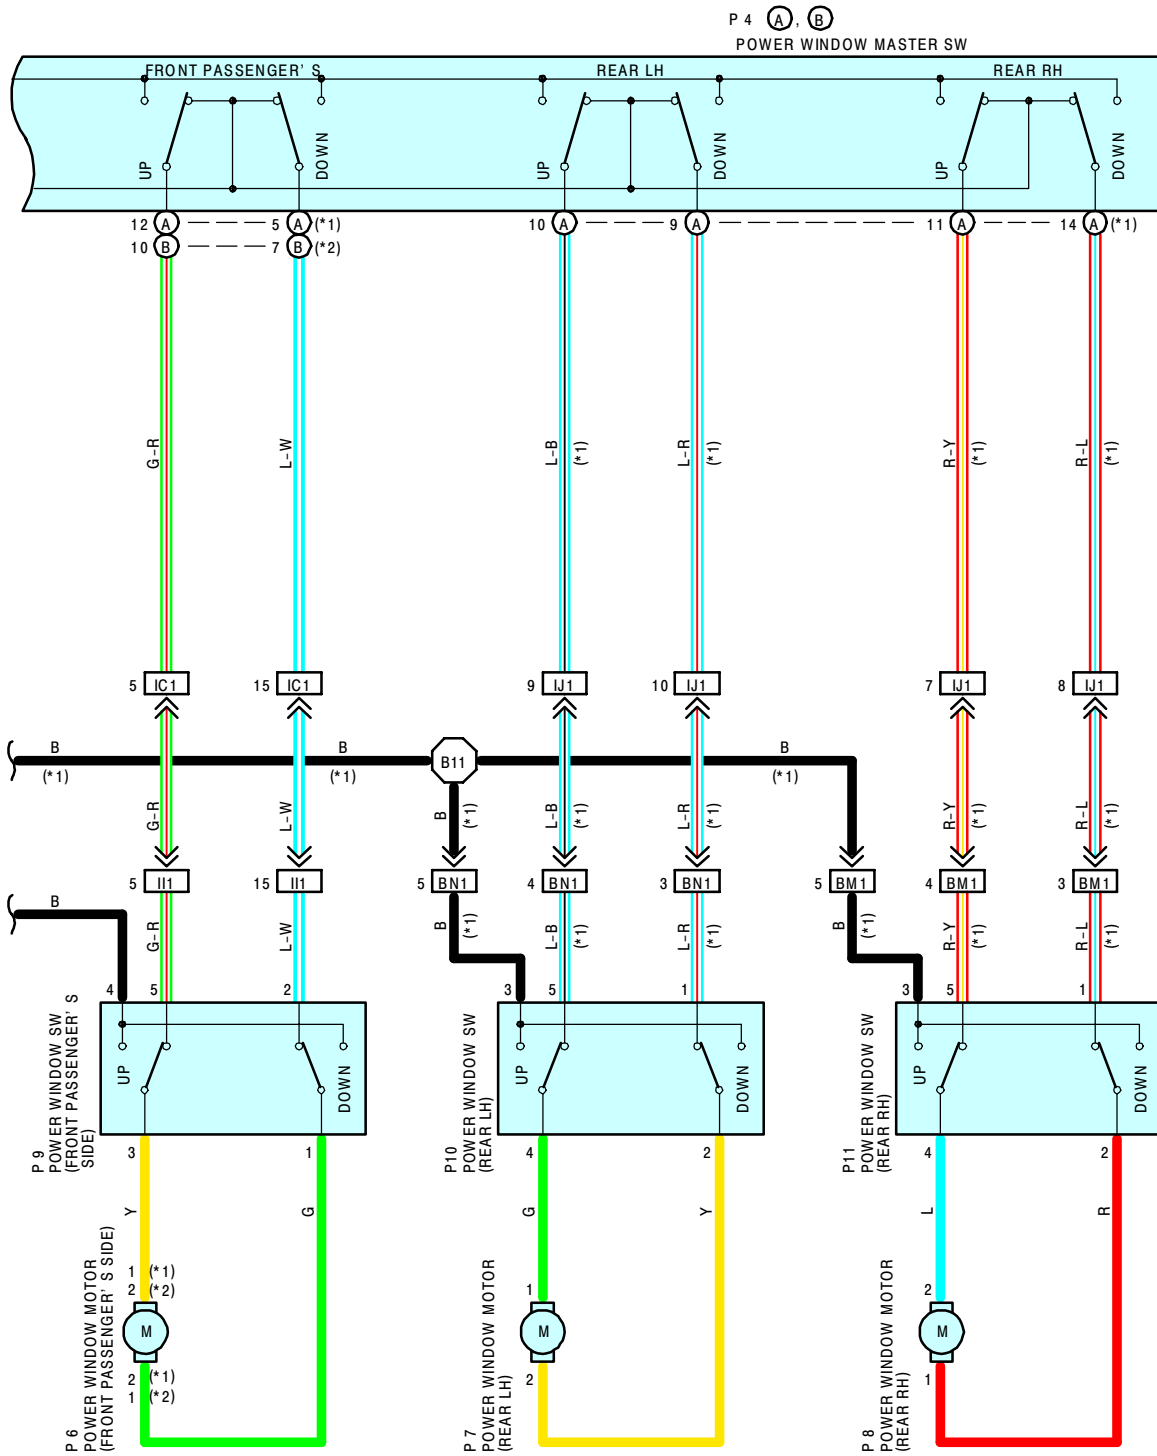 P 4 A , B
POWER WINDOW MASTER SW
FRONT PASSENGER' S
REAR LH
REAR RH
UP DOWN UP DOWN UP DOWN
12 A 5 A (*1) 10 A 9 A 11 A 14 A (*1)
10 B 7 B (*2)
G-R L-W L-B (*1) L-R (*1) R-Y (*1) R-L (*1)
5 IC1 15 IC1 9 IJ1 10 IJ1 7 IJ1 8 IJ1
B (*1) B (*1) B11 B (*1)
G-R L-W B (*1) L-B (*1) L-R (*1) R-Y (*1) R-L (*1)
5 II1 15 II1 5 BN1 4 BN1 3 BN1 5 BM1 4 BM1 3 BM1
B G-R L-W B (*1) L-B (*1) L-R (*1) B (*1) R-Y (*1) R-L (*1)
4 5 2 3 5 1 3 5 1
UP DOWN UP DOWN UP DOWN
P 9
POWER WINDOW SW
(FRONT PASSENGER' S
SIDE)
P10
POWER WINDOW SW
(REAR LH)
P11
POWER WINDOW SW
(REAR RH)
3 1 4 2 4 2
Y G G Y L R
1 (*1)
2 (*2) 1 2
M M M
2 (*1) 2 1
1 (*2)
P 6
POWER WINDOW MOTOR
(FRONT PASSENGER' S SIDE)
P 7
POWER WINDOW MOTOR
(REAR LH)
P 8
POWER WINDOW MOTOR
(REAR RH)